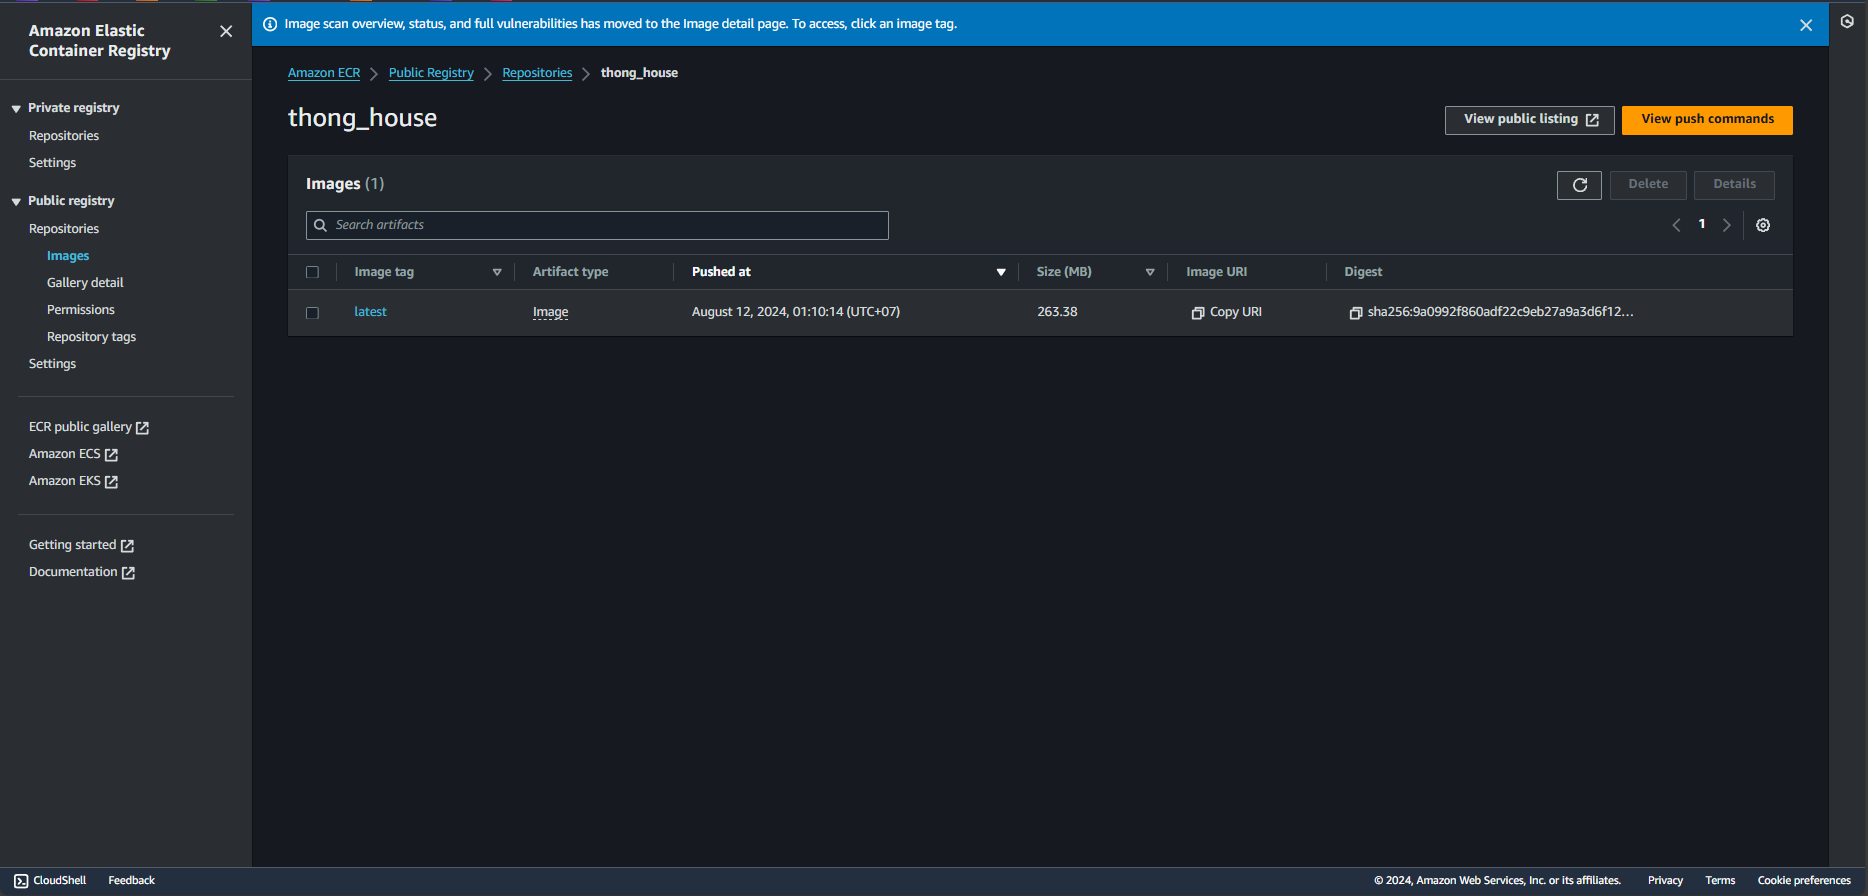 Amazon Elastic
Container Registry
Private registry
Repositories
Settings
Public registry
Repositories
Images
Gallery detail
Permissions
Repository tags
Settings
ECR public gallery
Amazon ECS
Amazon EKS
Getting started
Documentation
Image scan overview, status, and full vulnerabilities has moved to the Image detail page. To access, click an image tag.
Amazon ECR Public Registry Repositories thong_house
thong_house
View public listing View push commands
Images (1)
Delete Details
Search artifacts
1
Image tag Artifact type Pushed at Size (MB) Image URI Digest
latest Image August 12, 2024, 01:10:14 (UTC+07) 263.38 Copy URI sha256:9a0992f860adf22c9eb27a9a3d6f12...
CloudShell Feedback © 2024, Amazon Web Services, Inc. or its affiliates. Privacy Terms Cookie preferences